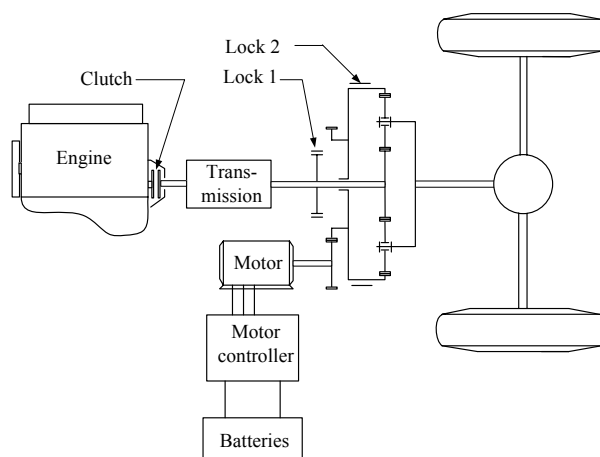 Lock 2
Clutch
Lock 1
Engine
Trans-
mission
Motor
Motor
controller
Batteries